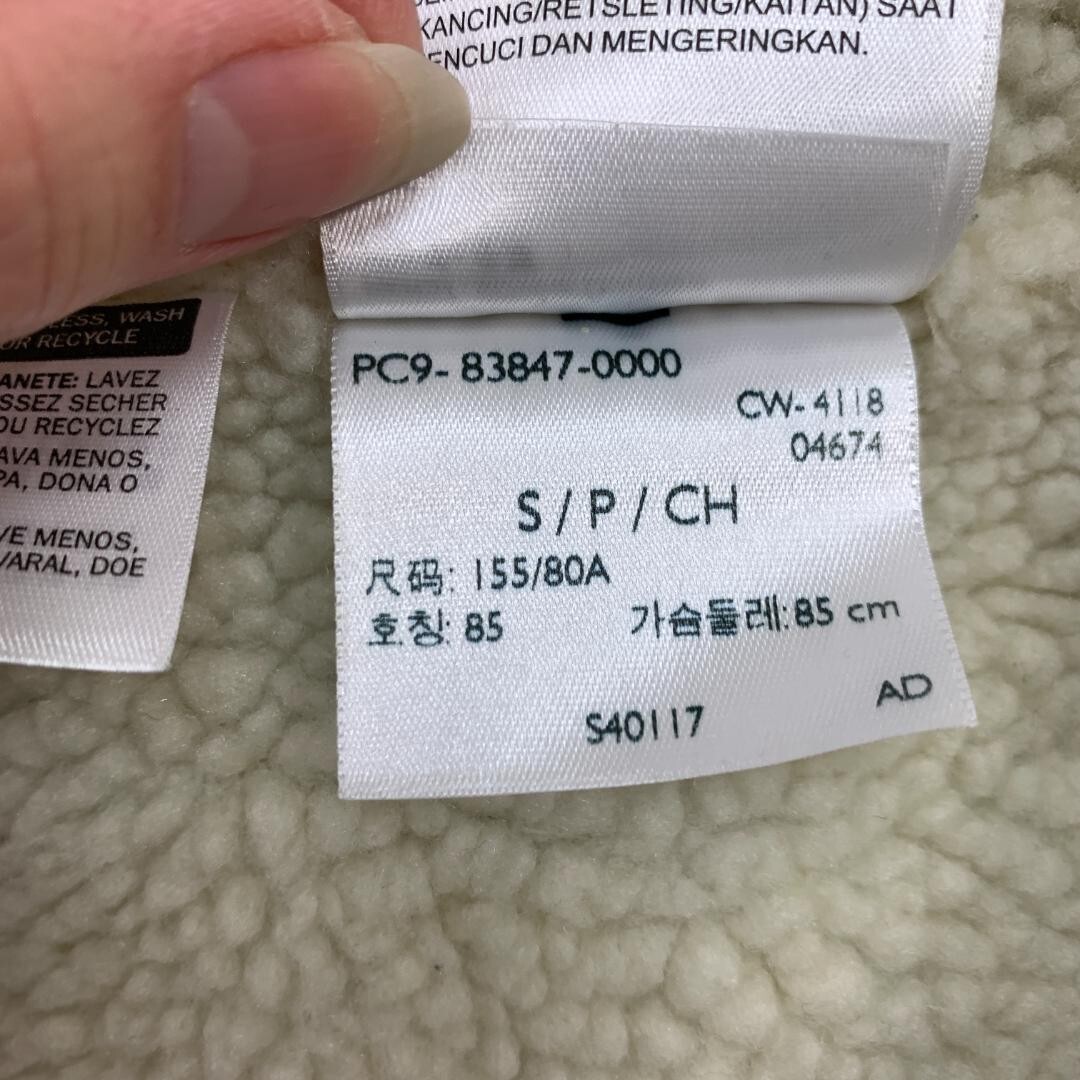 KANCING/RETSLETING/KAITAN) SAAT
ENCUCI DAN MENGERINGKAN.
LESS, WASH
OR RECYCLE
ANETE: LAVEZ
SSEZ SECHER
OU RECYCLEZ
AVA MENOS,
PA, DONA O
VE MENOS,
VARAL, DOE
PC9- 83847-0000
CW- 4118
04674
S / P / CH
尺码: 155/80A
호칭: 85 가슴둘레: 85 cm
AD
S40117